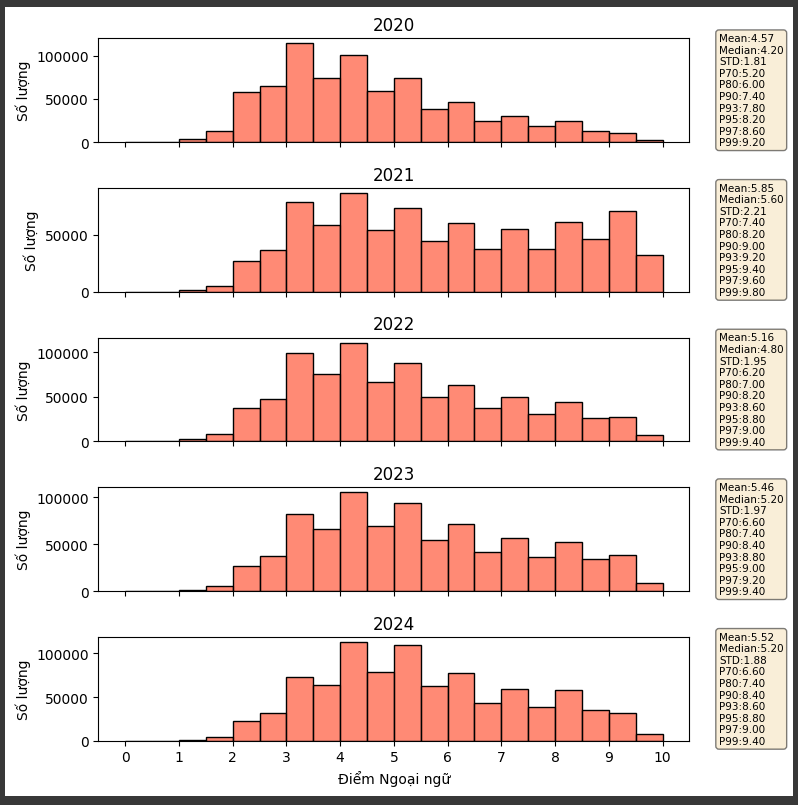 2020
Số lượng
100000
50000
0
Mean:4.57
Median:4.20
STD:1.81
P70:5.20
P80:6.00
P90:7.40
P93:7.80
P95:8.20
P97:8.60
P99:9.20
2021
Số lượng
50000
0
Mean:5.85
Median:5.60
STD:2.21
P70:7.40
P80:8.20
P90:9.00
P93:9.20
P95:9.40
P97:9.60
P99:9.80
2022
Số lượng
100000
50000
0
Mean:5.16
Median:4.80
STD:1.95
P70:6.20
P80:7.00
P90:8.20
P93:8.60
P95:8.80
P97:9.00
P99:9.40
2023
Số lượng
100000
50000
0
Mean:5.46
Median:5.20
STD:1.97
P70:6.60
P80:7.40
P90:8.40
P93:8.80
P95:9.00
P97:9.20
P99:9.40
2024
Số lượng
100000
50000
0
Mean:5.52
Median:5.20
STD:1.88
P70:6.60
P80:7.40
P90:8.40
P93:8.60
P95:8.80
P97:9.00
P99:9.40
0 1 2 3 4 5 6 7 8 9 10
Điểm Ngoại ngữ